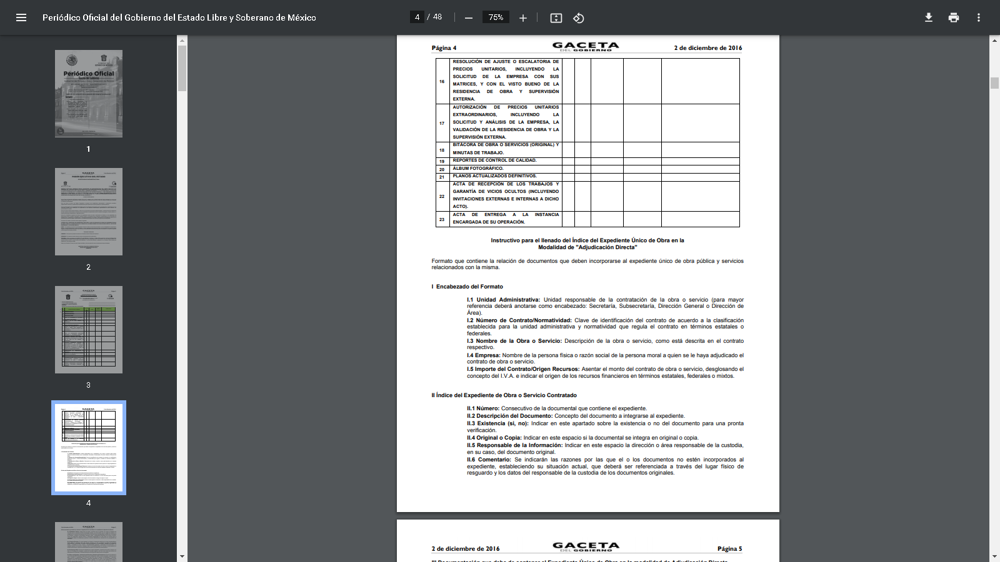 Periódico Oficial del Gobierno del Estado Libre y Soberano de México
4 / 48
75%
Periódico Oficial
1
2
3
4
Página 4
GACETA
DEL GOBIERNO
2 de diciembre de 2016
16
RESOLUCIÓN DE AJUSTE O ESCALATORIA DE
PRECIOS UNITARIOS, INCLUYENDO LA
SOLICITUD DE LA EMPRESA CON SUS
MATRICES, Y CON EL VISTO BUENO DE LA
RESIDENCIA DE OBRA Y SUPERVISIÓN
EXTERNA.
17
AUTORIZACIÓN DE PRECIOS UNITARIOS
EXTRAORDINARIOS, INCLUYENDO LA
SOLICITUD Y ANÁLISIS DE LA EMPRESA, LA
VALIDACIÓN DE LA RESIDENCIA DE OBRA Y LA
SUPERVISIÓN EXTERNA.
18
BITÁCORA DE OBRA O SERVICIOS (ORIGINAL) Y
MINUTAS DE TRABAJO.
19
REPORTES DE CONTROL DE CALIDAD.
20
ÁLBUM FOTOGRÁFICO.
21
PLANOS ACTUALIZADOS DEFINITIVOS.
22
ACTA DE RECEPCIÓN DE LOS TRABAJOS Y
GARANTÍA DE VICIOS OCULTOS (INCLUYENDO
INVITACIONES EXTERNAS E INTERNAS A DICHO
ACTO).
23
ACTA DE ENTREGA A LA INSTANCIA
ENCARGADA DE SU OPERACIÓN.
Instructivo para el llenado del Índice del Expediente Único de Obra en la
Modalidad de "Adjudicación Directa"
Formato que contiene la relación de documentos que deben incorporarse al expediente único de obra pública y servicios
relacionados con la misma.
I Encabezado del Formato
I.1 Unidad Administrativa: Unidad responsable de la contratación de la obra o servicio (para mayor
referencia deberá anotarse como encabezado: Secretaría, Subsecretaría, Dirección General o Dirección de
Área).
I.2 Número de Contrato/Normatividad: Clave de identificación del contrato de acuerdo a la clasificación
establecida para la unidad administrativa y normatividad que regula el contrato en términos estatales o
federales.
I.3 Nombre de la Obra o Servicio: Descripción de la obra o servicio, como está descrita en el contrato
respectivo.
I.4 Empresa: Nombre de la persona física o razón social de la persona moral a quien se le haya adjudicado el
contrato de obra o servicio.
I.5 Importe del Contrato/Origen Recursos: Asentar el monto del contrato de obra o servicio, desglosando el
concepto del I.V.A. e indicar el origen de los recursos financieros en términos estatales, federales o mixtos.
II Índice del Expediente de Obra o Servicio Contratado
II.1 Número: Consecutivo de la documental que contiene el expediente.
II.2 Descripción del Documento: Concepto del documento a integrarse al expediente.
II.3 Existencia (si, no): Indicar en este apartado sobre la existencia o no del documento para una pronta
verificación.
II.4 Original o Copia: Indicar en este espacio si la documental se integra en original o copia.
II.5 Responsable de la Información: Indicar en este espacio la dirección o área responsable de la custodia,
en su caso, del documento original.
II.6 Comentario: Se indicarán las razones por las que el o los documentos no estén incorporados al
expediente, estableciendo su situación actual, que deberá ser referenciada a través del lugar físico de
resguardo y los datos del responsable de la custodia de los documentos originales.
2 de diciembre de 2016
GACETA
DEL GOBIERNO
Página 5
III Documentación que debe de contener el Expediente Único de Obra en la modalidad de Adjudicación Directa